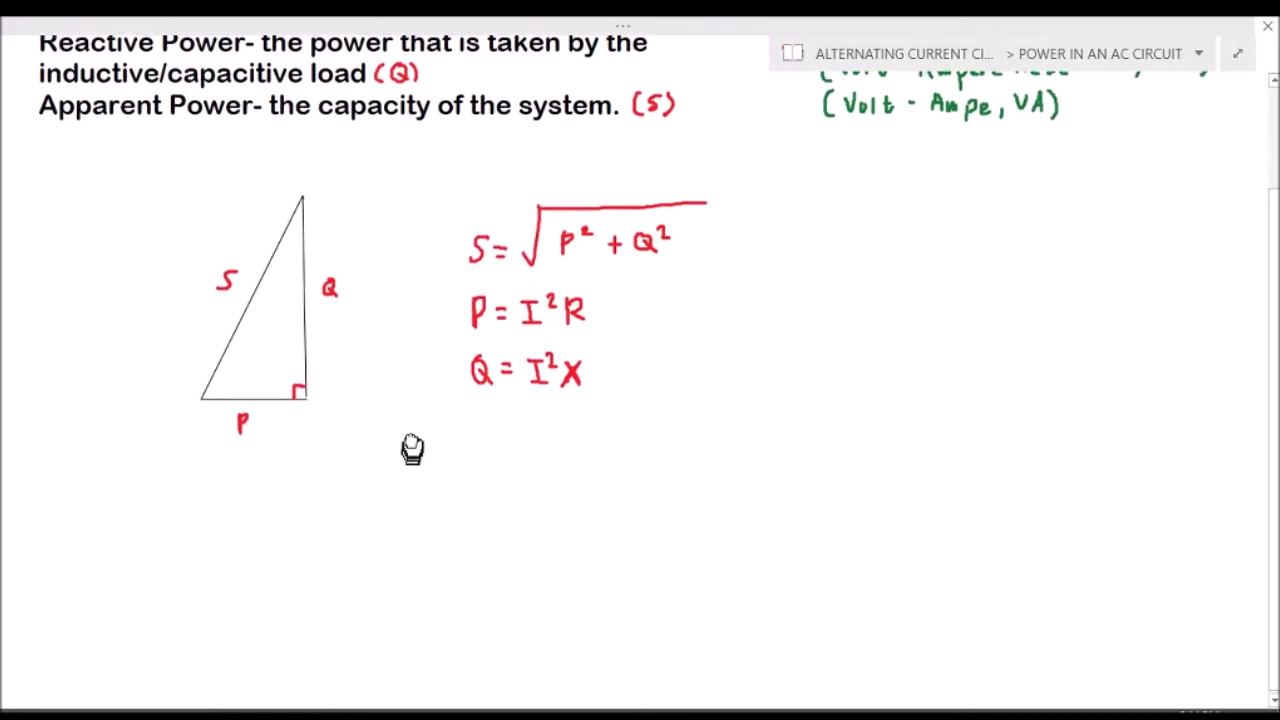 Reactive Power- the power that is taken by the
inductive/capacitive load (Q)
Apparent Power- the capacity of the system. (S)
ALTERNATING CURRENT CI... > POWER IN AN AC CIRCUIT
(Volt - Ampe, VA)
S
Q
P
S = √P² + Q²
P = I²R
Q = I²X